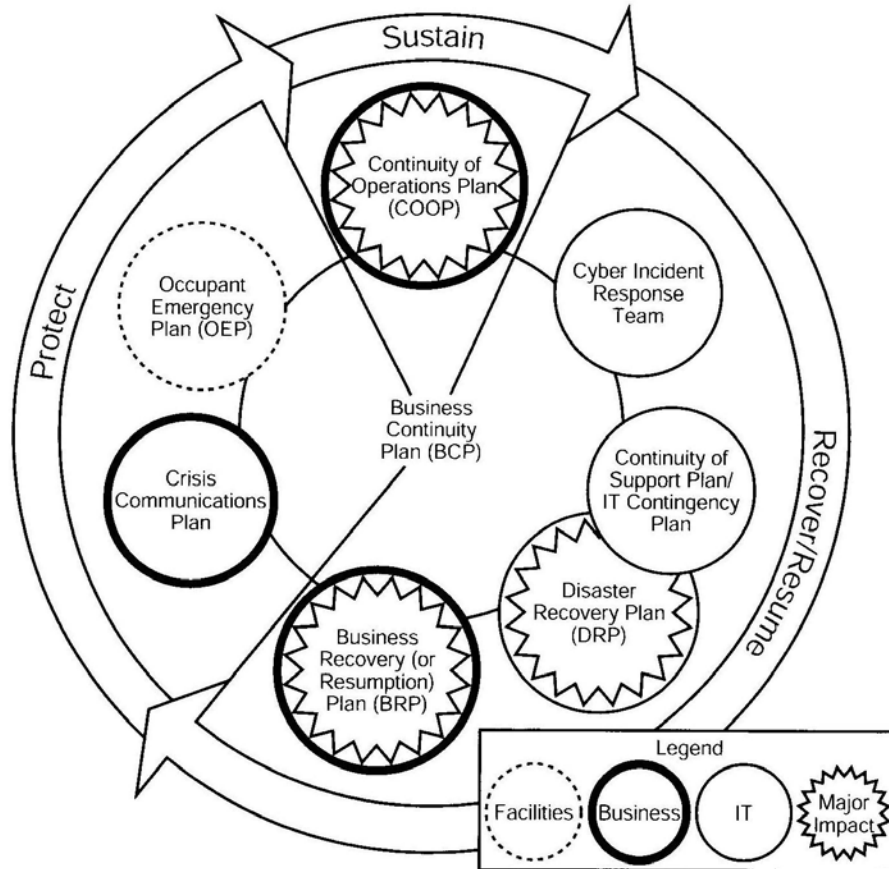 Sustain
Protect
Recover/Resume
Continuity of
Operations Plan
(COOP)
Occupant
Emergency
Plan (OEP)
Cyber Incident
Response
Team
Business
Continuity
Plan (BCP)
Crisis
Communications
Plan
Continuity of
Support Plan/
IT Contingency
Plan
Disaster
Recovery Plan
(DRP)
Business
Recovery (or
Resumption)
Plan (BRP)
Legend
Facilities
Business
IT
Major
Impact